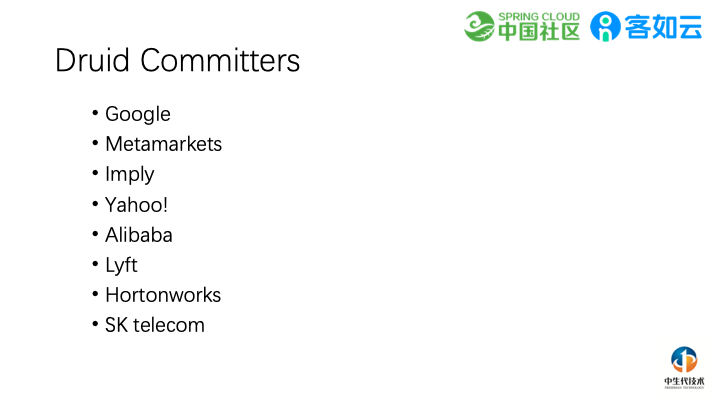 SPRING CLOUD
中国社区
客如云
Druid Committers
• Google
• Metamarkets
• Imply
• Yahoo!
• Alibaba
• Lyft
• Hortonworks
• SK telecom
中生代技术